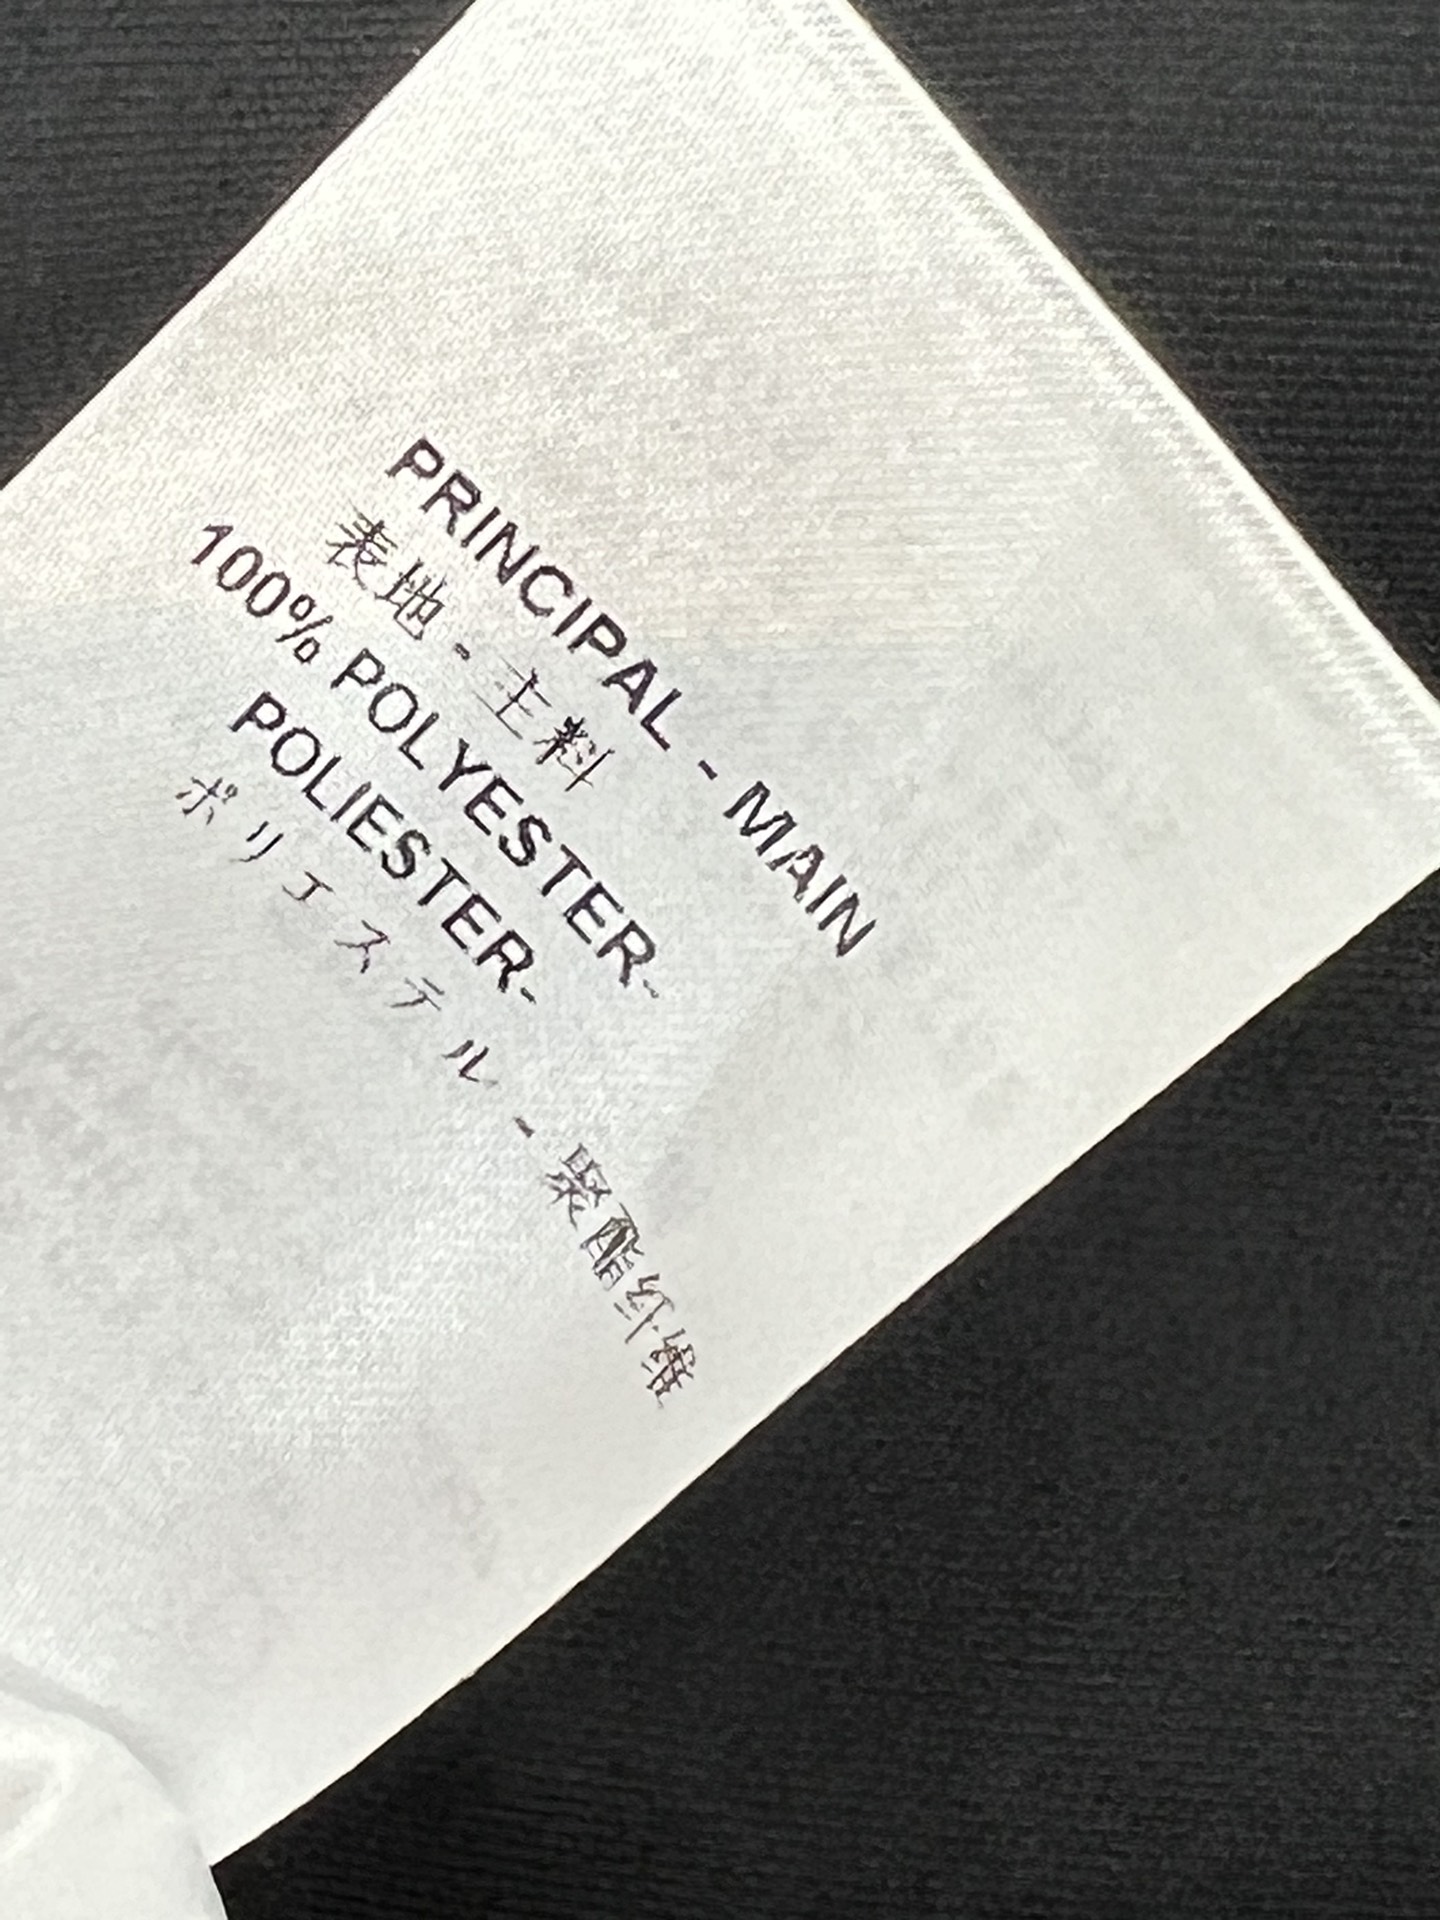 PRINCIPAL - MAIN
表地 - 主料
100% POLYESTER-
POLIESTER-
ポリエステル - 聚酯纤维